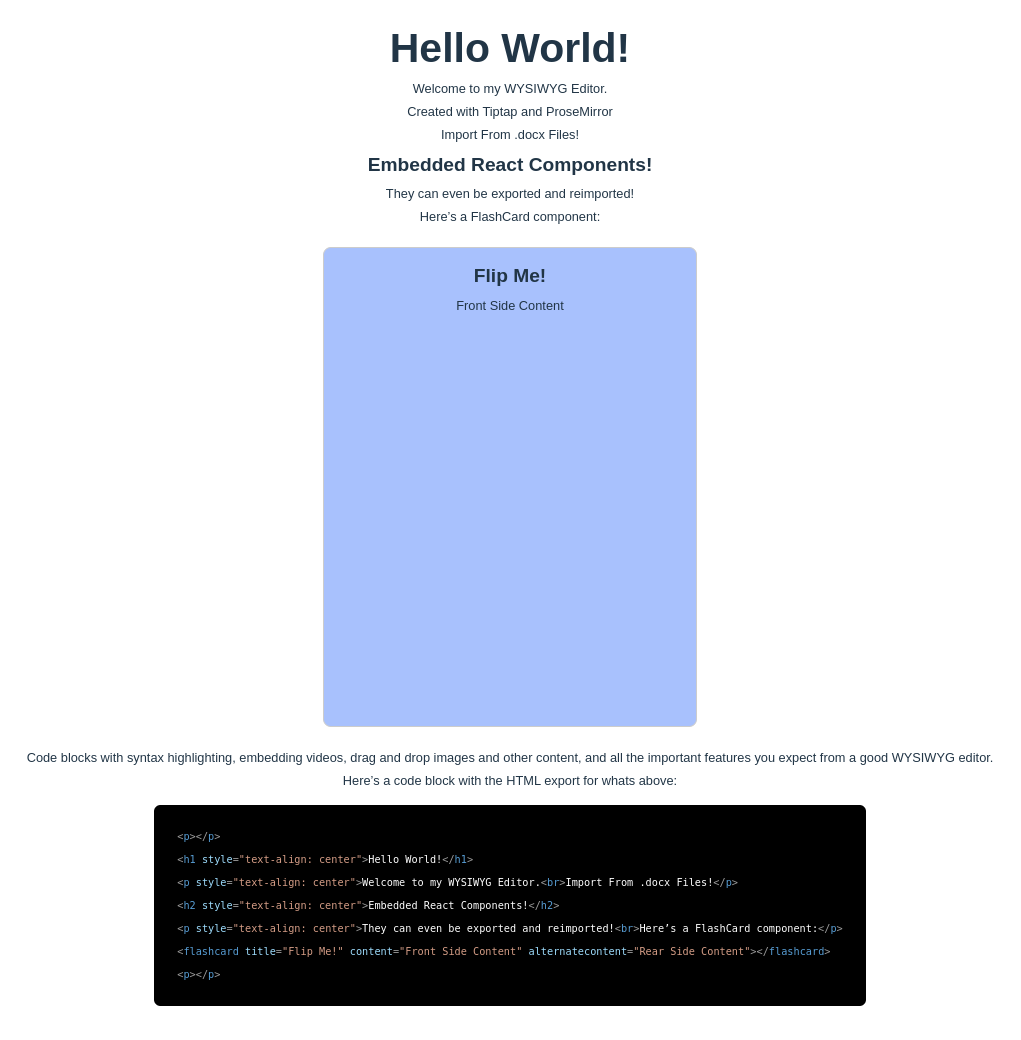 Hello World!
Welcome to my WYSIWYG Editor.
Created with Tiptap and ProseMirror
Import From .docx Files!
Embedded React Components!
They can even be exported and reimported!
Here’s a FlashCard component:
Flip Me!
Front Side Content
Code blocks with syntax highlighting, embedding videos, drag and drop images and other content, and all the important features you expect from a good WYSIWYG editor.
Here’s a code block with the HTML export for whats above:
<p></p>
<h1 style="text-align: center">Hello World!</h1>
<p style="text-align: center">Welcome to my WYSIWYG Editor.<br>Import From .docx Files!</p>
<h2 style="text-align: center">Embedded React Components!</h2>
<p style="text-align: center">They can even be exported and reimported!<br>Here’s a FlashCard component:</p>
<flashcard title="Flip Me!" content="Front Side Content" alternatecontent="Rear Side Content"></flashcard>
<p></p>